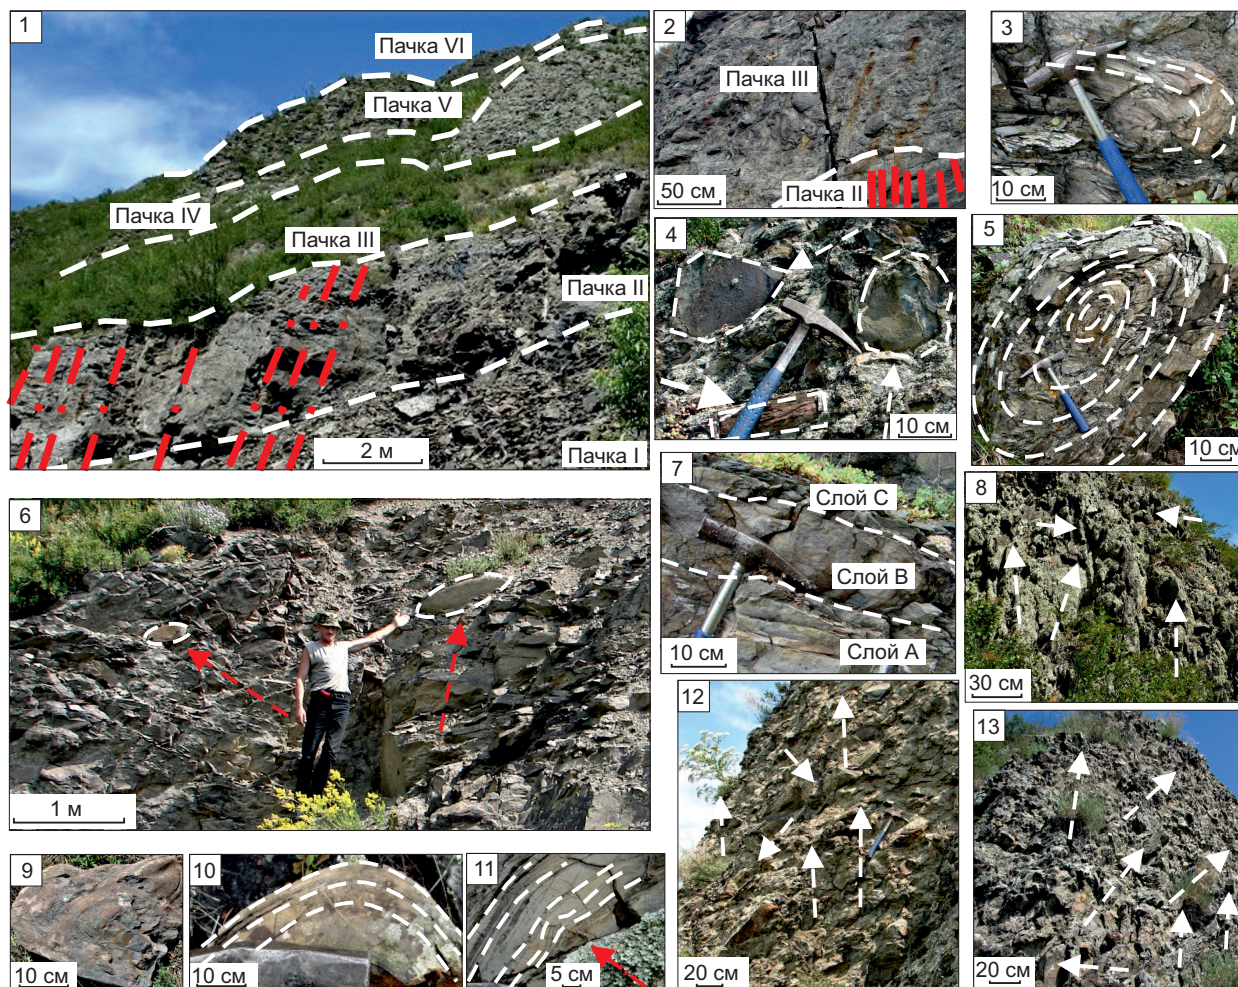 1
Пачка VI
Пачка V
Пачка IV
Пачка III
Пачка II
Пачка I
2 м
2
Пачка III
Пачка II
50 см
3
10 см
4
10 см
5
10 см
6
1 м
7
Слой С
Слой В
Слой А
10 см
8
30 см
9
10 см
10
10 см
11
5 см
12
20 см
13
20 см